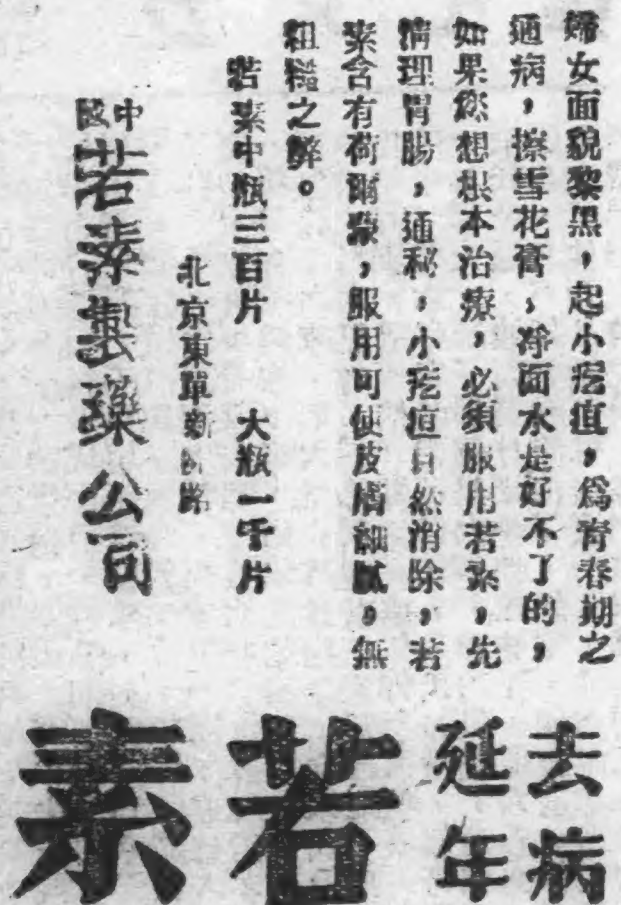 婦女面貌黎黑，起小疙疸，爲青春期之
通病，擦雪花膏，淨面水是好不了的，
如果您想根本治療，必須服用若素，先
清理胃腸，通秘，小疙疸自然消除，若
素含有荷爾蒙，服用可使皮膚細膩，無
粗糙之弊。
若素中瓶三百片　大瓶一千片
北京東單新路
中國若素製藥公司
去病
延年
若素